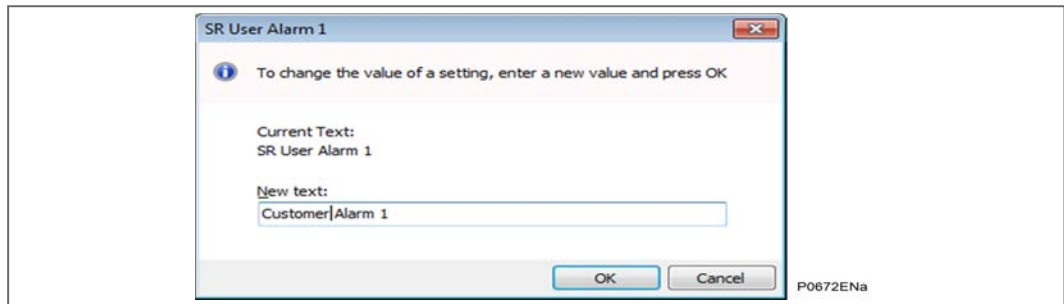 SR User Alarm 1
To change the value of a setting, enter a new value and press OK
Current Text:
SR User Alarm 1
New text:
Customer Alarm 1
OK Cancel
P0672ENa